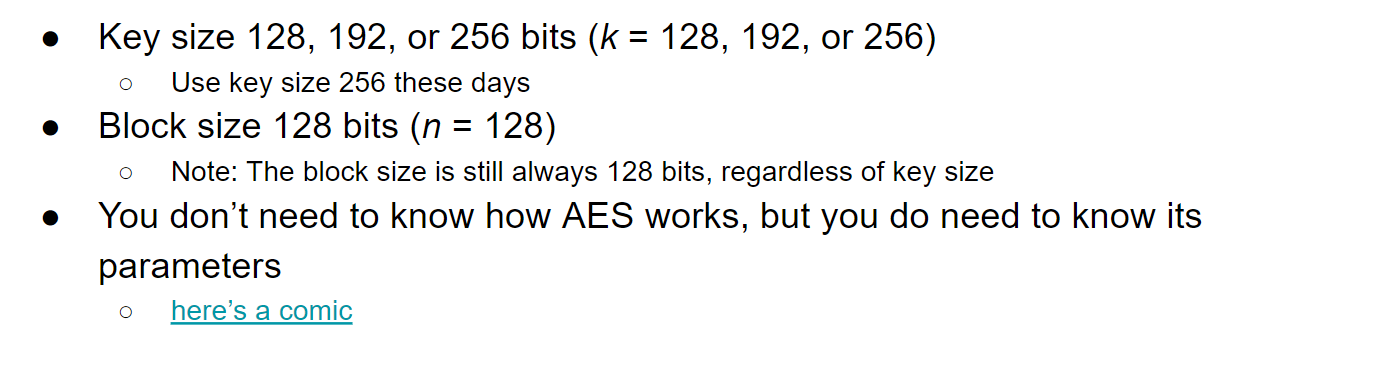 ● Key size 128, 192, or 256 bits (k = 128, 192, or 256)
○ Use key size 256 these days
● Block size 128 bits (n = 128)
○ Note: The block size is still always 128 bits, regardless of key size
● You don’t need to know how AES works, but you do need to know its
parameters
○ here’s a comic